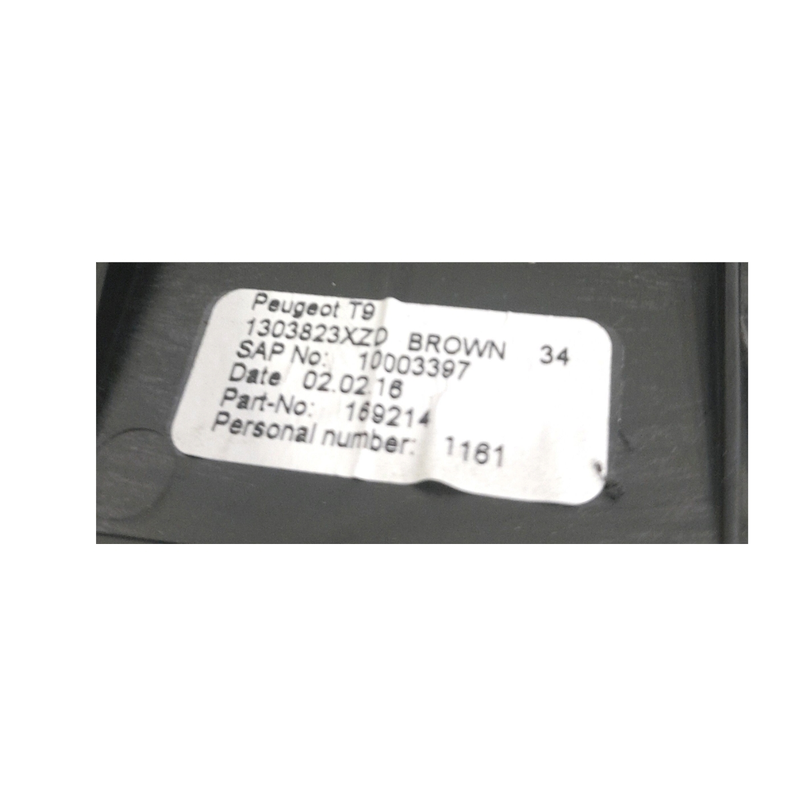 Peugeot T9
1303823XZD BROWN 34
SAP No: 10003397
Date 02.02.16
Part-No: 169214
Personal number: 1161